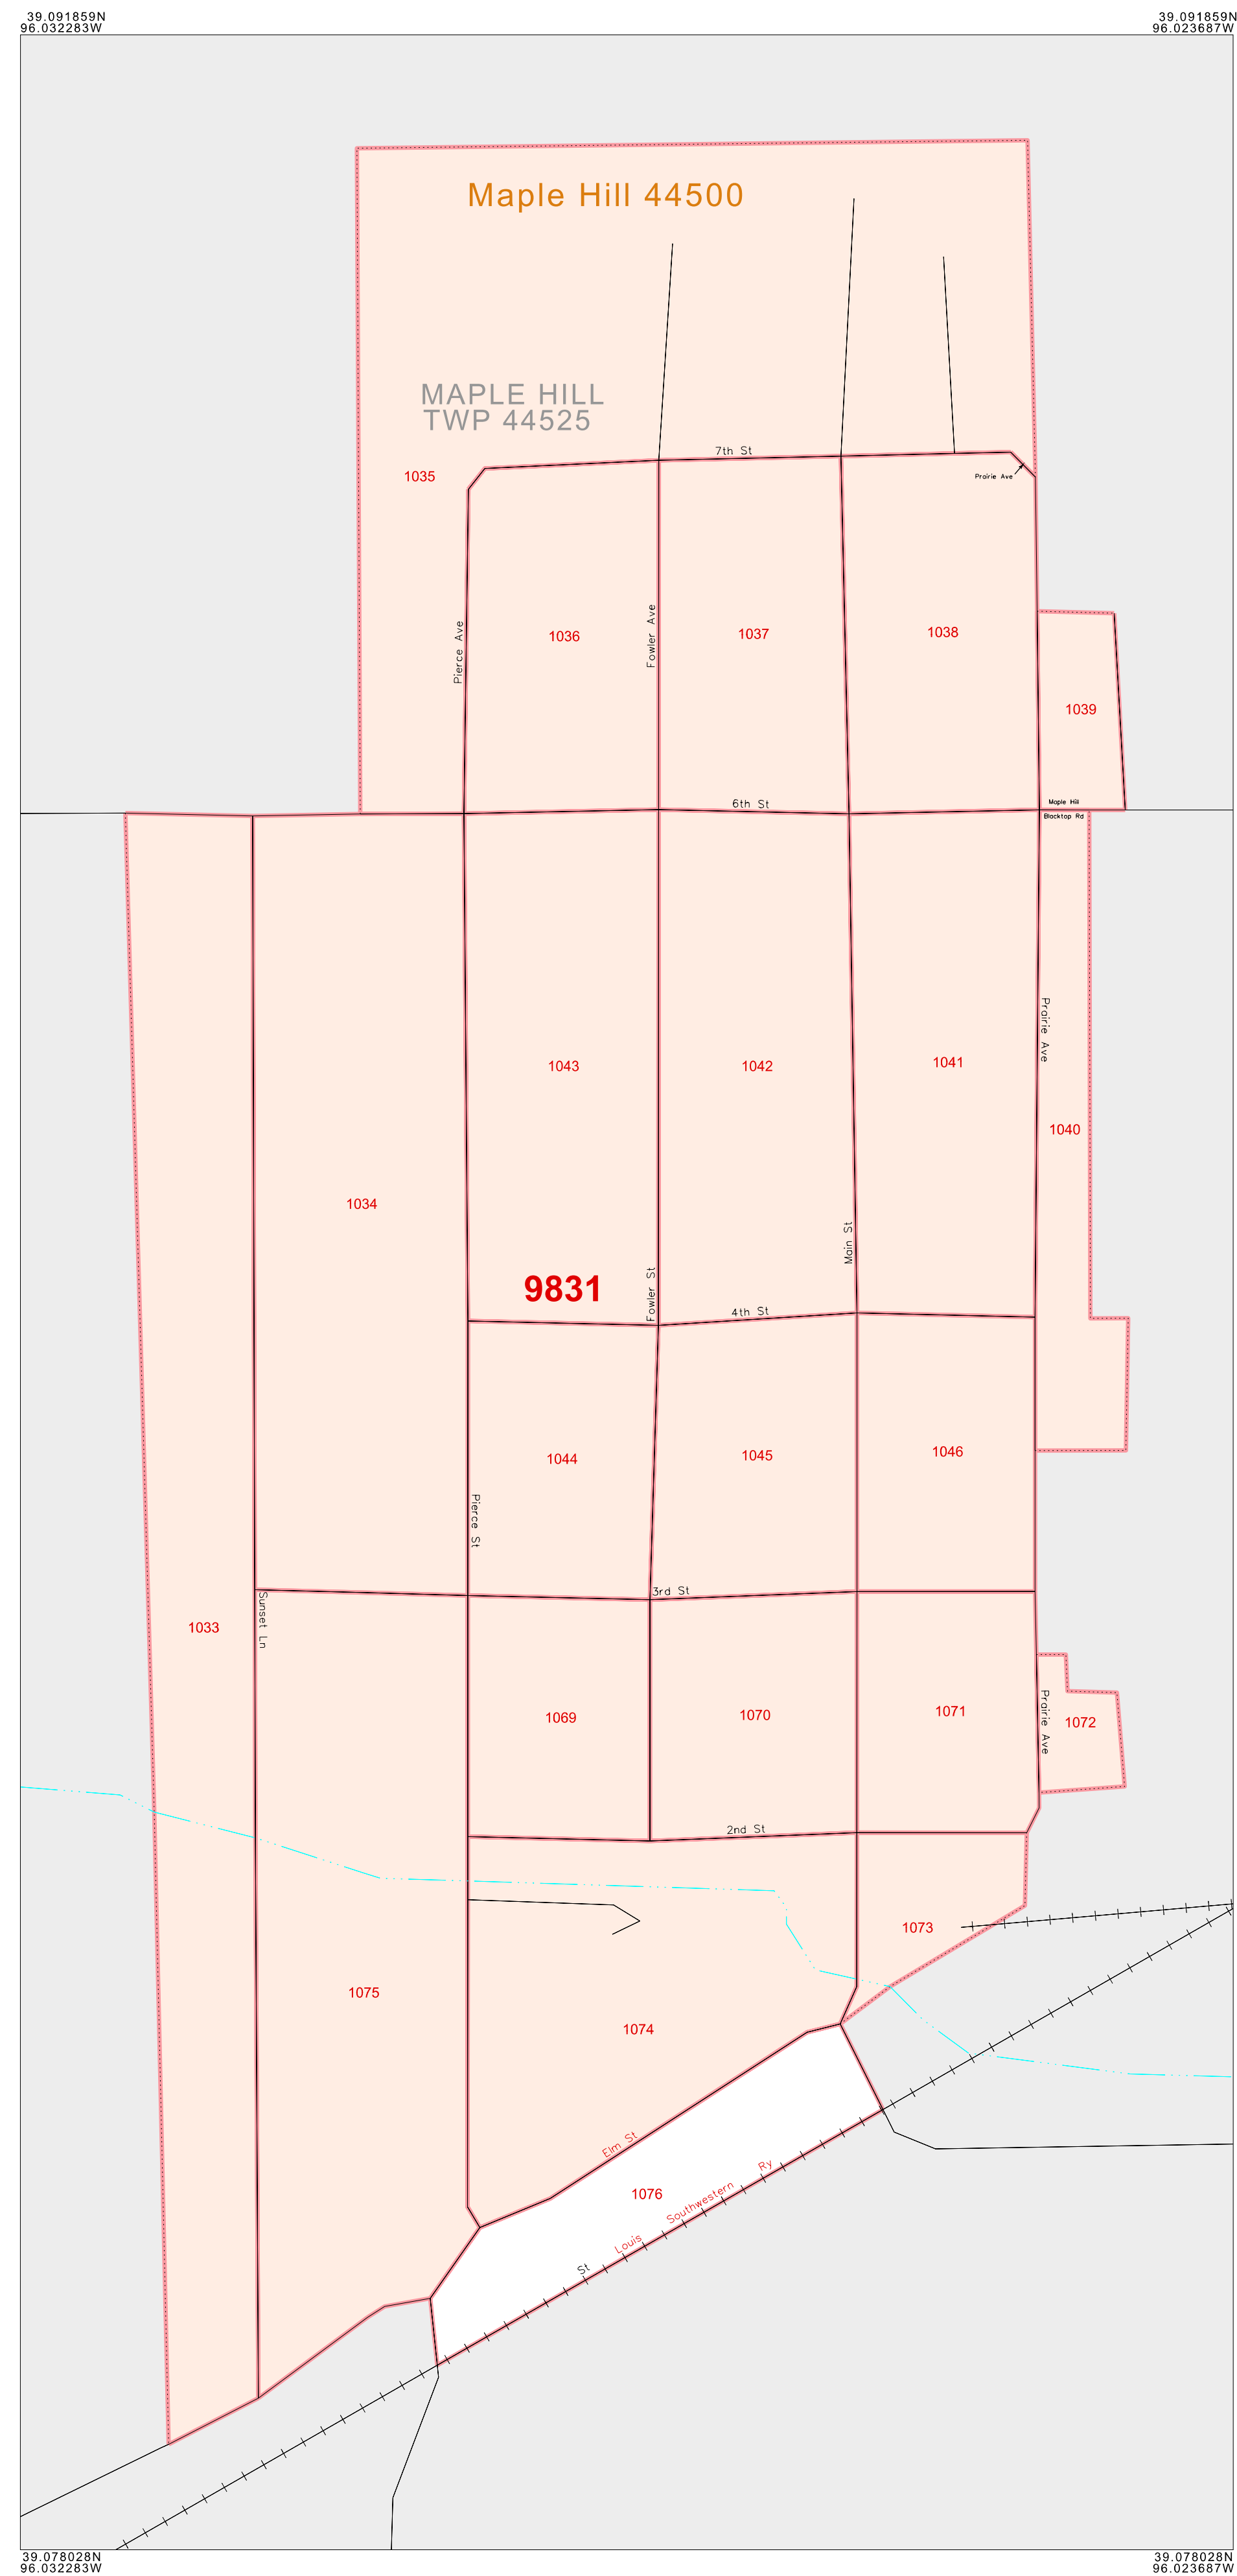 39.091859N
96.032283W
39.091859N
96.023687W
Maple Hill 44500
MAPLE HILL
TWP 44525
7th St
1035
Prairie Ave
Pierce Ave
Fowler Ave
1036
1037
1038
1039
6th St
Maple Hill
Blacktop Rd
Prairie Ave
1043
1042
1041
1040
1034
Main St
9831
Fowler St
4th St
1044
1045
1046
Pierce St
3rd St
Sunset Ln
1033
1069
1070
1071
Prairie Ave
1072
2nd St
1073
1075
1074
Elm St
1076
St Louis Southwestern Ry
39.078028N
96.032283W
39.078028N
96.023687W